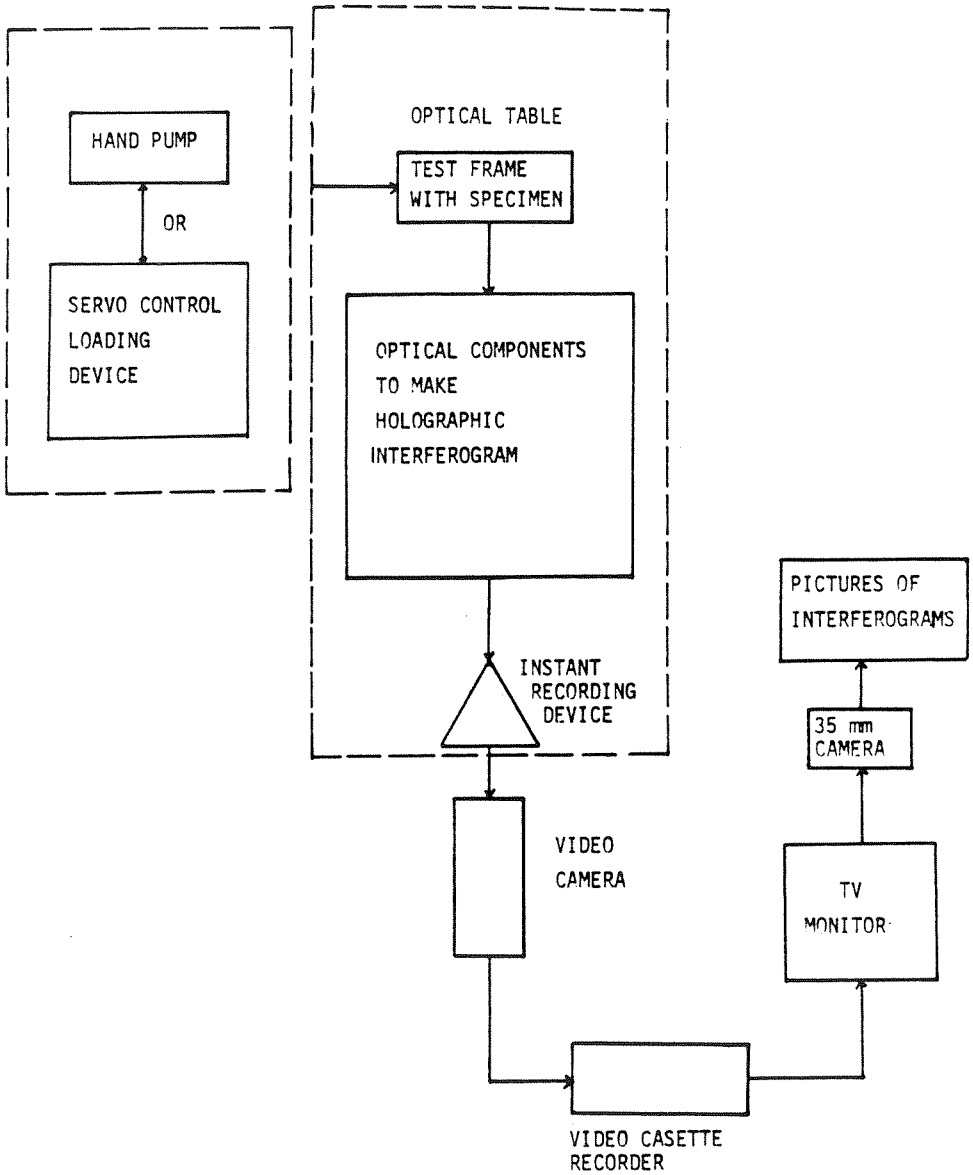 HAND PUMP
OR
SERVO CONTROL
LOADING
DEVICE
OPTICAL TABLE
TEST FRAME
WITH SPECIMEN
OPTICAL COMPONENTS
TO MAKE
HOLOGRAPHIC
INTERFEROGRAM
INSTANT
RECORDING
DEVICE
VIDEO
CAMERA
VIDEO CASETTE
RECORDER
TV
MONITOR
35 mm
CAMERA
PICTURES OF
INTERFEROGRAMS